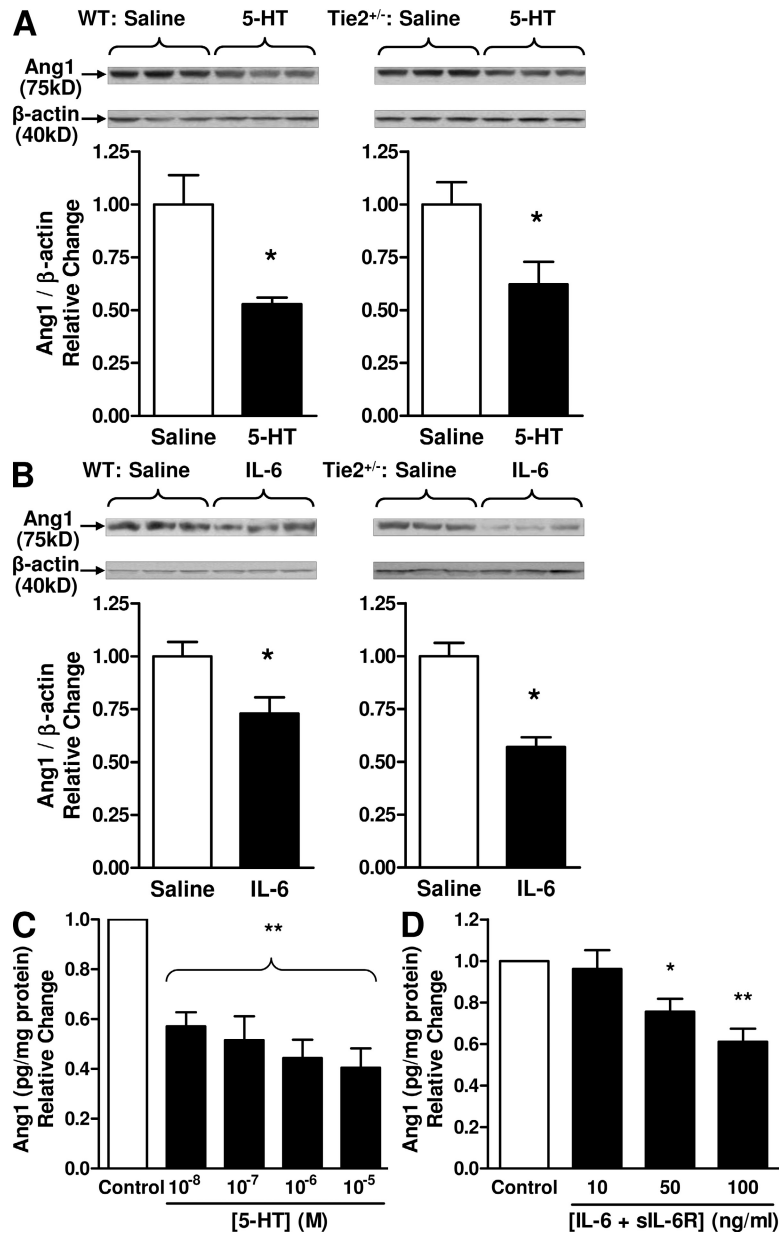 A
WT: Saline 5-HT Tie2+/-: Saline 5-HT
Ang1
(75kD)
β-actin
(40kD)
1.25 1.25
1.00 1.00
* *
0.75 0.75
0.50 0.50
0.25 0.25
0.00 0.00
Ang1 / β-actin
Relative Change
Saline 5-HT Saline 5-HT
B
WT: Saline IL-6 Tie2+/-: Saline IL-6
Ang1
(75kD)
β-actin
(40kD)
1.25 1.25
1.00 1.00
* *
0.75 0.75
0.50 0.50
0.25 0.25
0.00 0.00
Ang1 / β-actin
Relative Change
Saline IL-6 Saline IL-6
C
Ang1 (pg/mg protein)
Relative Change
1.0
**
0.8
0.6
0.4
0.2
0.0
Control 10-8 10-7 10-6 10-5
[5-HT] (M)
D
Ang1 (pg/mg protein)
Relative Change
1.2
1.0
* **
0.8
0.6
0.4
0.2
0.0
Control 10 50 100
[IL-6 + sIL-6R] (ng/ml)